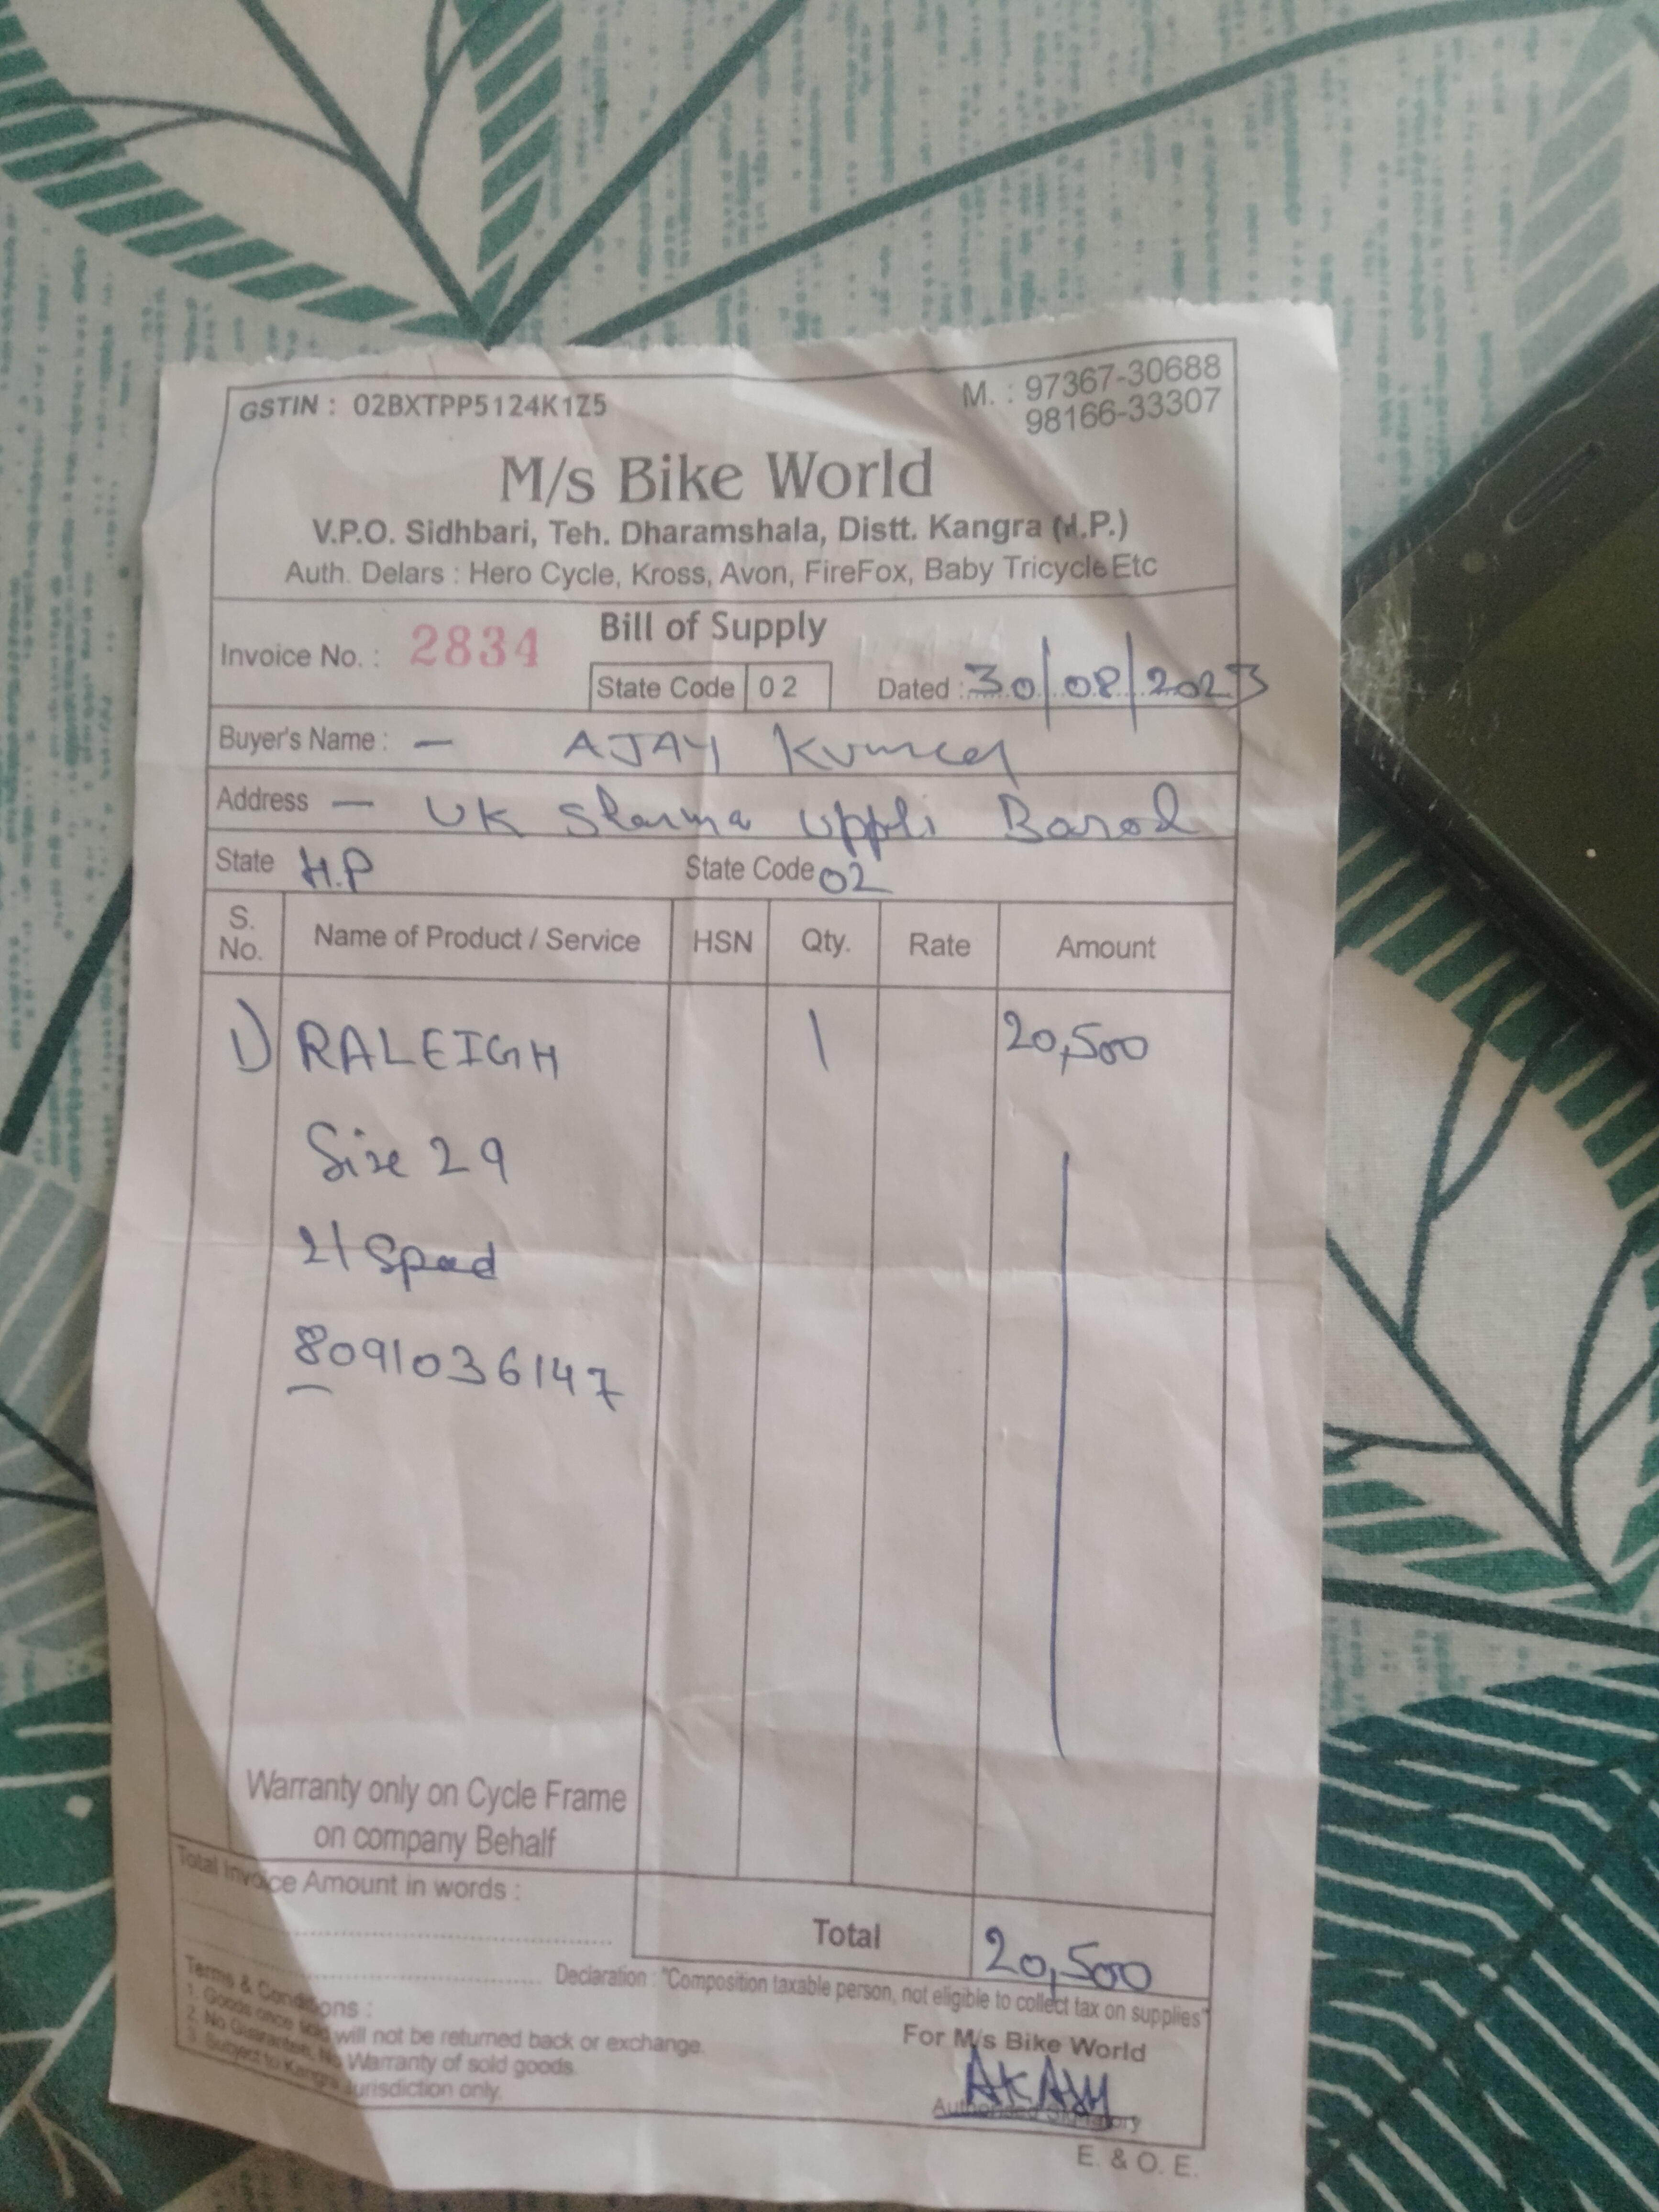 GSTIN : 02BXTPP5124K1Z5
M. : 97367-30688
98166-33307
M/s Bike World
V.P.O. Sidhbari, Teh. Dharamshala, Distt. Kangra (H.P.)
Auth. Delars : Hero Cycle, Kross, Avon, FireFox, Baby Tricycle Etc
Bill of Supply
Invoice No. : 2834
State Code 02
Dated : 30/08/2023
Buyer's Name : — AJAY Kumar
Address — UK Sharma Uppli Barol
State H.P State Code 02
S. No. Name of Product / Service HSN Qty. Rate Amount
1) RALEIGH 1 20,500
Size 29
21 Speed
8091036147
Warranty only on Cycle Frame
on company Behalf
Total Invoice Amount in words :
Total 20,500
Declaration : "Composition taxable person, not eligible to collect tax on supplies"
Terms & Conditions :
1. Goods once sold will not be returned back or exchange.
2. No Guarantee, No Warranty of sold goods.
3. Subject to Kangra Jurisdiction only.
For M/s Bike World
AKAJ
Authorised Signatory
E. & O. E.